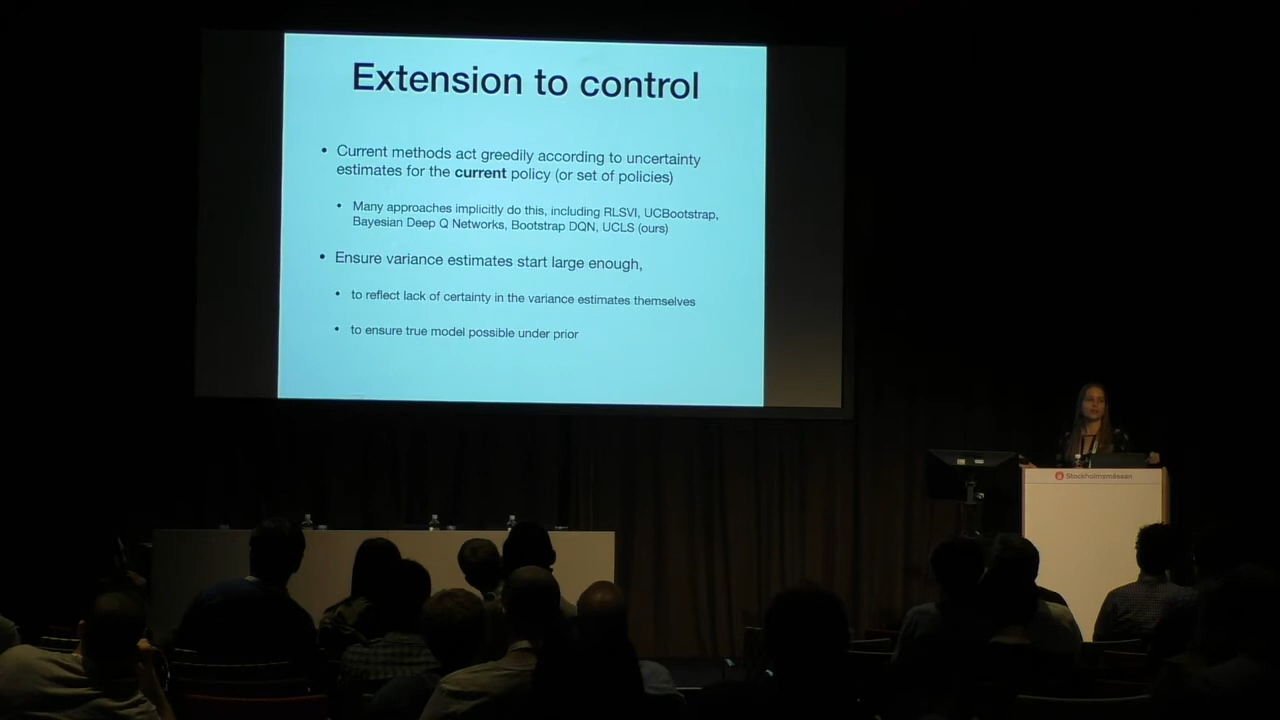 Extension to control
• Current methods act greedily according to uncertainty
estimates for the current policy (or set of policies)
• Many approaches implicitly do this, including RLSVI, UCBootstrap,
Bayesian Deep Q Networks, Bootstrap DQN, UCLS (ours)
• Ensure variance estimates start large enough,
• to reflect lack of certainty in the variance estimates themselves
• to ensure true model possible under prior
Stockholmsmässan